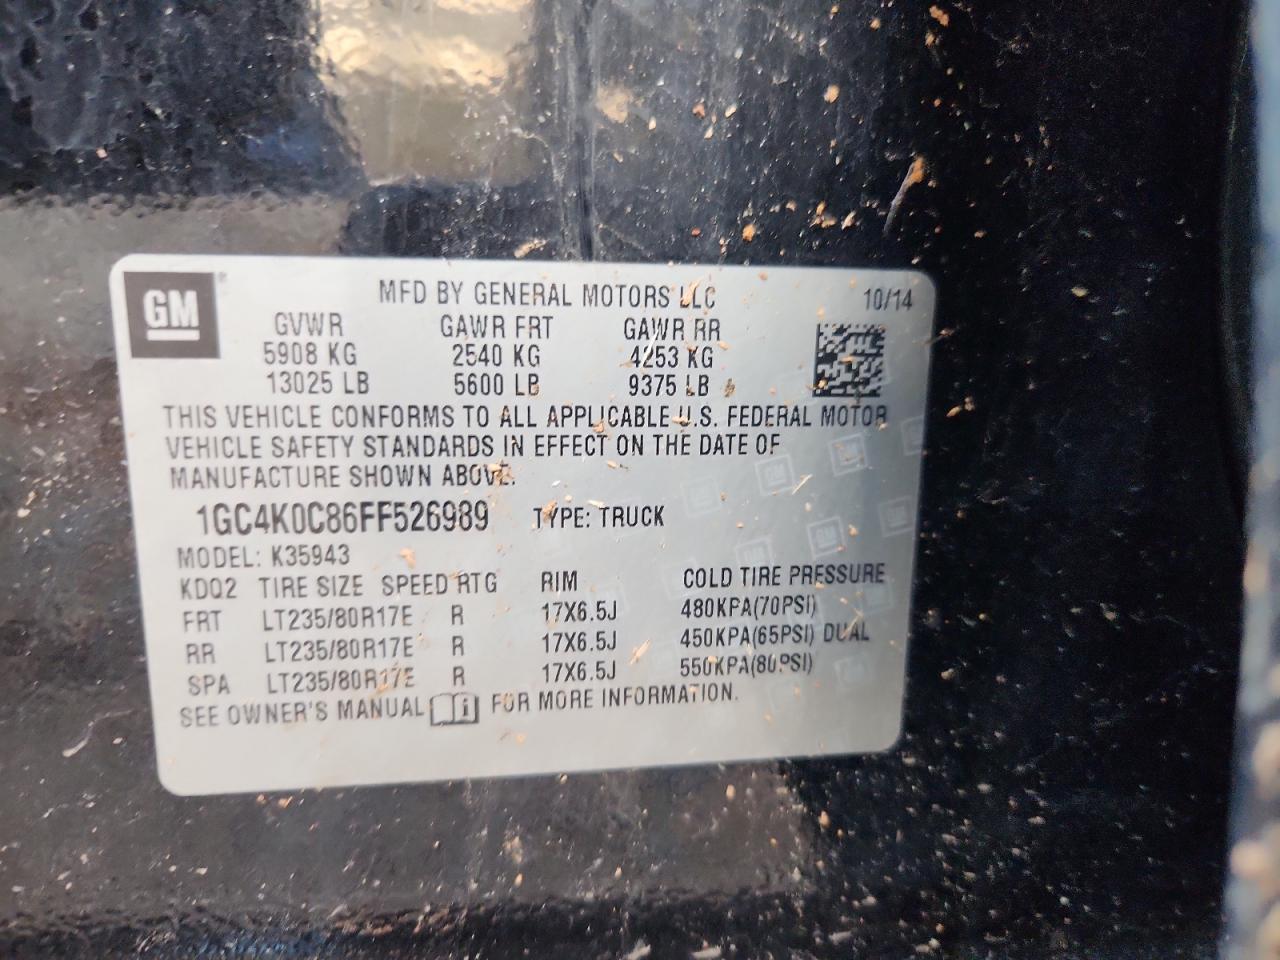 GM MFD BY GENERAL MOTORS LLC 10/14
GVWR GAWR FRT GAWR RR
5908 KG 2540 KG 4253 KG
13025 LB 5600 LB 9375 LB
THIS VEHICLE CONFORMS TO ALL APPLICABLE U.S. FEDERAL MOTOR
VEHICLE SAFETY STANDARDS IN EFFECT ON THE DATE OF
MANUFACTURE SHOWN ABOVE.
1GC4K0C86FF526989 TYPE: TRUCK
MODEL: K35943
KDQ2 TIRE SIZE SPEED RTG RIM COLD TIRE PRESSURE
FRT LT235/80R17E R 17X6.5J 480KPA(70PSI)
RR LT235/80R17E R 17X6.5J 450KPA(65PSI) DUAL
SPA LT235/80R17E R 17X6.5J 550KPA(80PSI)
SEE OWNER'S MANUAL i FOR MORE INFORMATION.